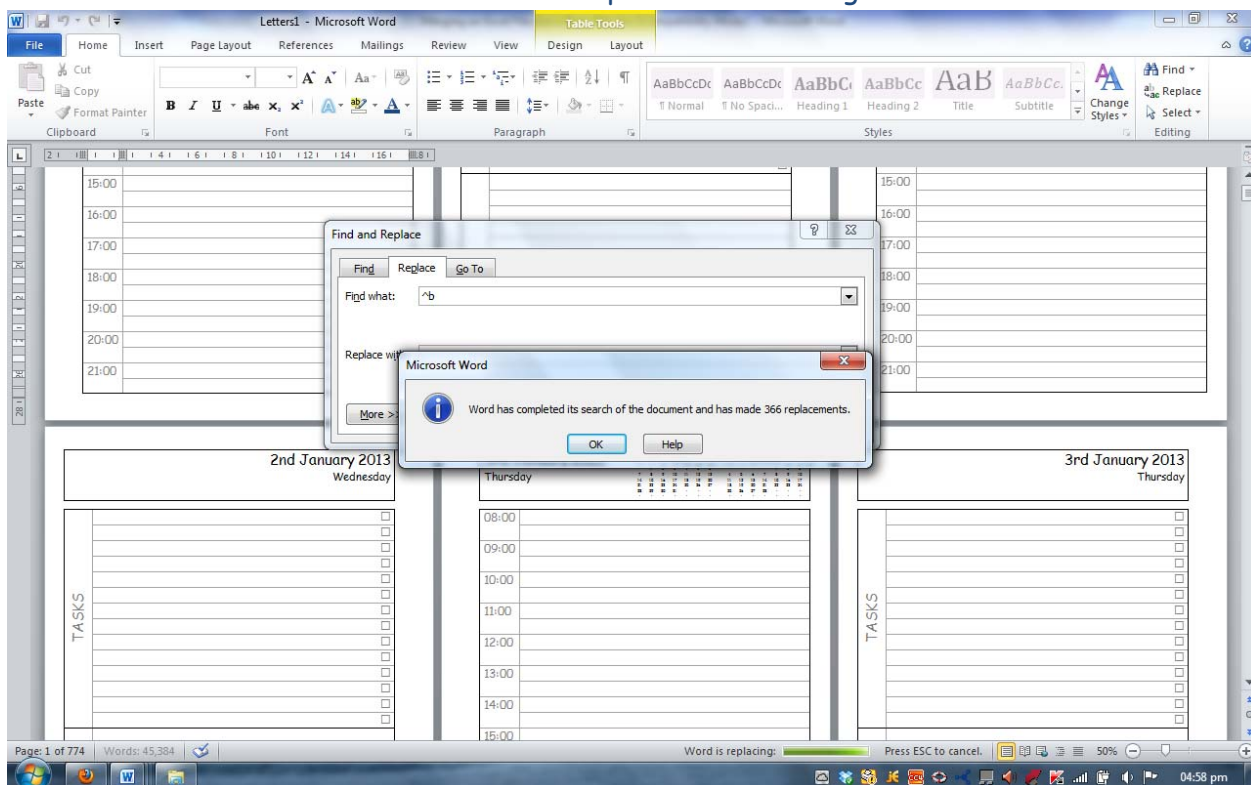 Letters1 - Microsoft Word
Table Tools
File Home Insert Page Layout References Mailings Review View Design Layout
Cut
Copy
Format Painter
Paste
Clipboard
B I U abe x₂ x² A ab A
A A Aa
Font
Paragraph
AaBbCcDc AaBbCcDc AaBbC AaBbCc AaB AaBbCc.
¶ Normal ¶ No Spaci... Heading 1 Heading 2 Title Subtitle
Change Styles
Styles
Find
Replace
Select
Editing
15:00
16:00
17:00
18:00
19:00
20:00
21:00
15:00
16:00
17:00
18:00
19:00
20:00
21:00
Find and Replace
Find Replace Go To
Find what: ^b
Replace with
More >>
Microsoft Word
Word has completed its search of the document and has made 366 replacements.
OK Help
2nd January 2013
Wednesday
TASKS
Thursday
08:00
09:00
10:00
11:00
12:00
13:00
14:00
15:00
3rd January 2013
Thursday
TASKS
Page: 1 of 774 Words: 45,384 Word is replacing: Press ESC to cancel. 50%
04:58 pm